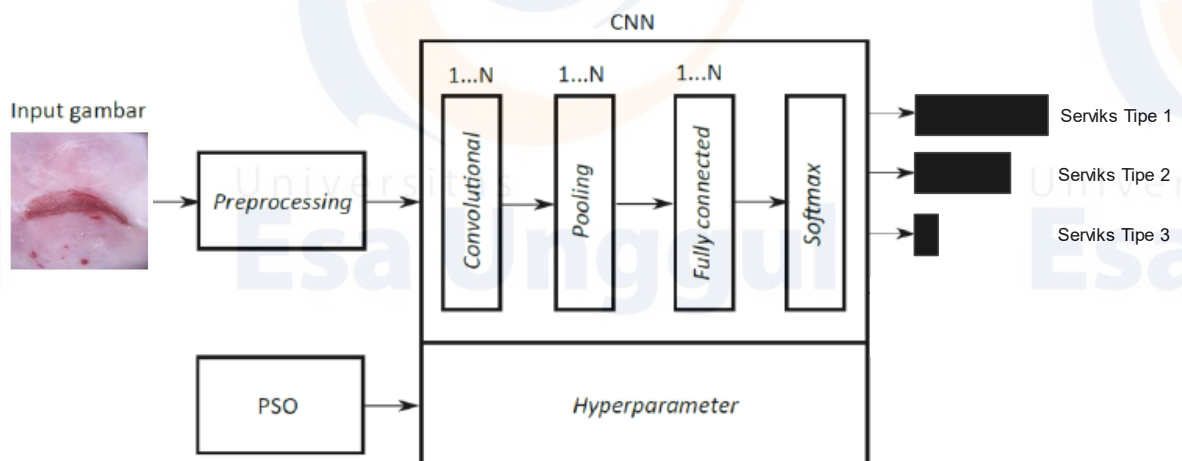 CNN
1...N
1...N
1...N
Input gambar
Preprocessing
Convolutional
Pooling
Fully connected
Softmax
Serviks Tipe 1
Serviks Tipe 2
Serviks Tipe 3
PSO
Hyperparameter
Universitas
Esa Unggul
Univer
Esa